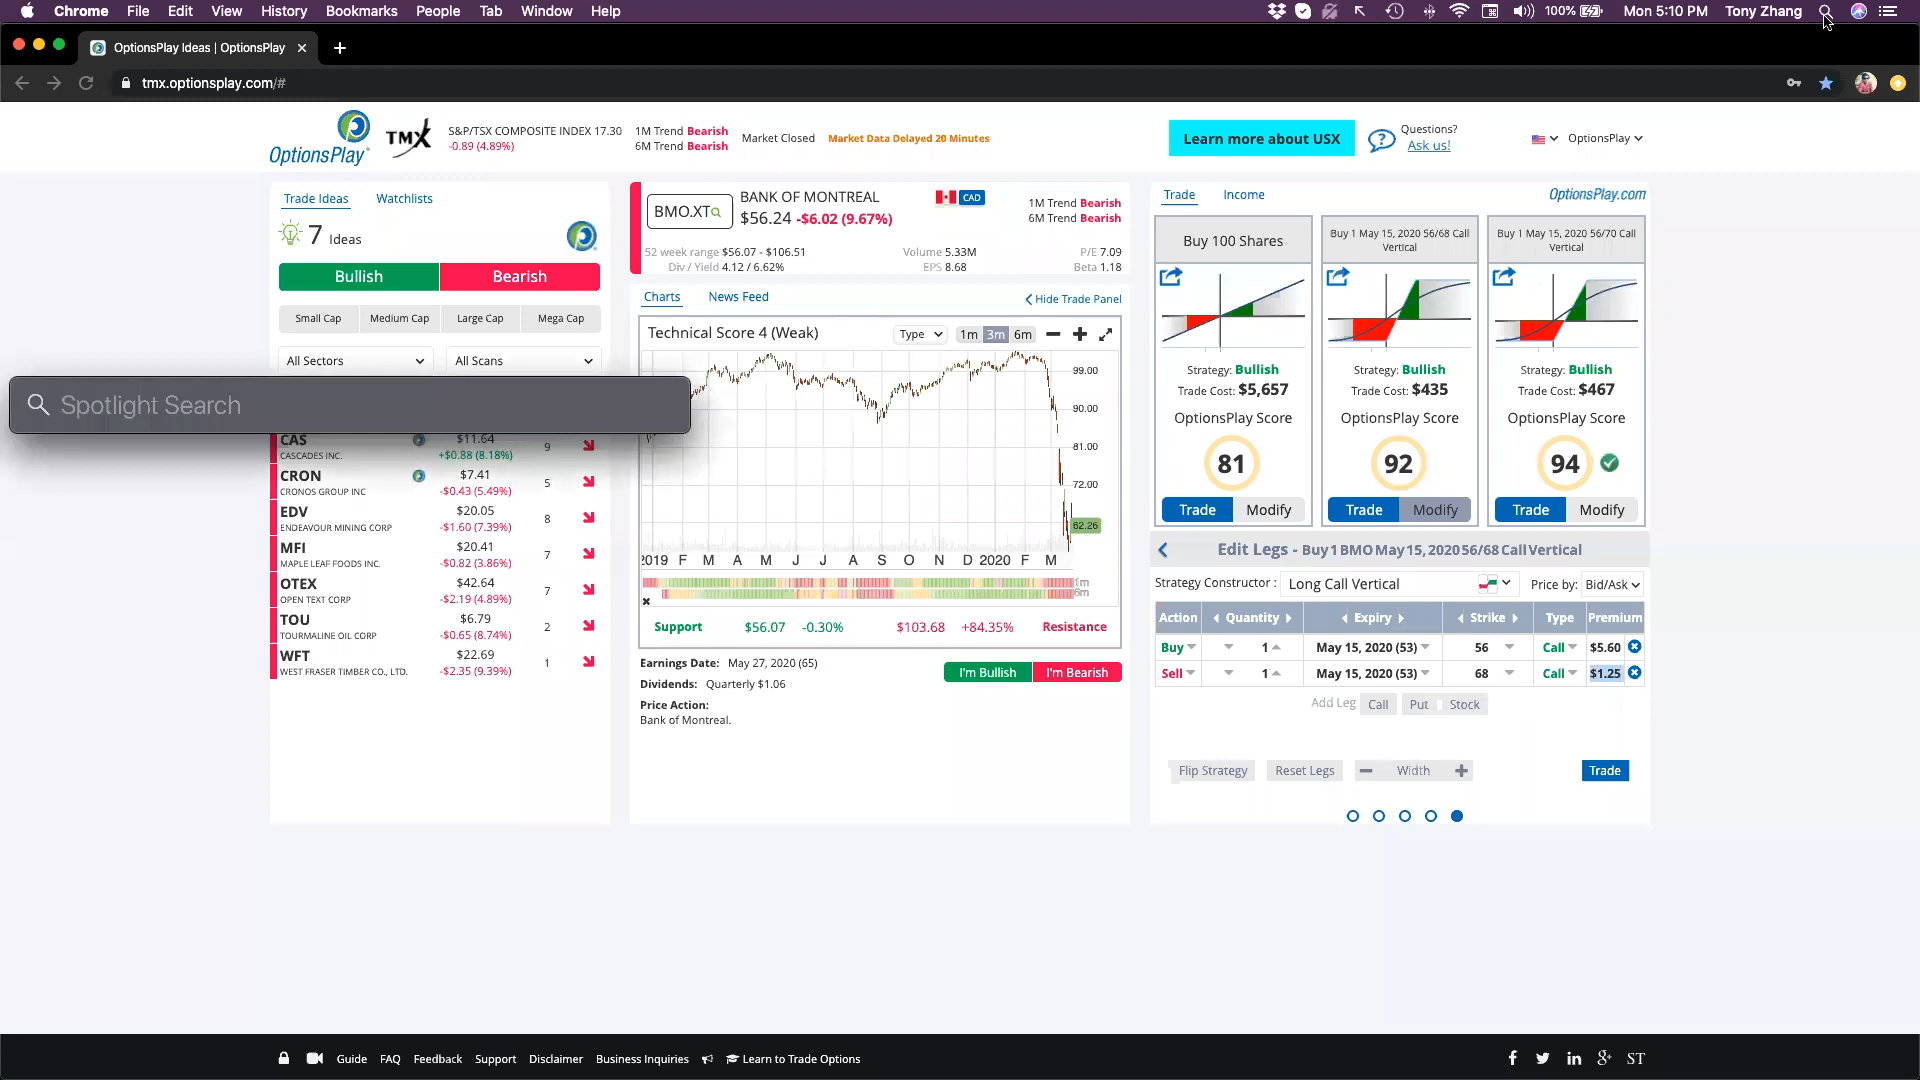 Chrome File Edit View History Bookmarks People Tab Window Help
100% Mon 5:10 PM Tony Zhang
OptionsPlay Ideas | OptionsPlay
tmx.optionsplay.com/#
OptionsPlay
TMX
S&P/TSX COMPOSITE INDEX 17.30
-0.89 (4.89%)
1M Trend Bearish
6M Trend Bearish
Market Closed
Market Data Delayed 20 Minutes
Learn more about USX
Questions?
Ask us!
OptionsPlay
Trade Ideas Watchlists
7 Ideas
Bullish Bearish
Small Cap Medium Cap Large Cap Mega Cap
All Sectors All Scans
Spotlight Search
CAS $11.64 9
CASCADES INC. +$0.88 (8.18%)
CRON $7.41 5
CRONOS GROUP INC -$0.43 (5.49%)
EDV $20.05 8
ENDEAVOUR MINING CORP -$1.60 (7.39%)
MFI $20.41 7
MAPLE LEAF FOODS INC. -$0.82 (3.86%)
OTEX $42.64 7
OPEN TEXT CORP -$2.19 (4.89%)
TOU $6.79 2
TOURMALINE OIL CORP -$0.65 (8.74%)
WFT $22.69 1
WEST FRASER TIMBER CO., LTD. -$2.35 (9.39%)
BMO.XT
BANK OF MONTREAL
$56.24 -$6.02 (9.67%)
CAD
1M Trend Bearish
6M Trend Bearish
52 week range $56.07 - $106.51 Volume 5.33M P/E 7.09
Div / Yield 4.12 / 6.62% EPS 8.68 Beta 1.18
Charts News Feed Hide Trade Panel
Technical Score 4 (Weak) Type 1m 3m 6m
99.00
90.00
81.00
72.00
62.26
2019 F M A M J J A S O N D 2020 F M
1m
6m
Support $56.07 -0.30% $103.68 +84.35% Resistance
Earnings Date: May 27, 2020 (65)
I'm Bullish I'm Bearish
Dividends: Quarterly $1.06
Price Action:
Bank of Montreal.
Trade Income OptionsPlay.com
Buy 100 Shares
Strategy: Bullish
Trade Cost: $5,657
OptionsPlay Score
81
Trade Modify
Buy 1 May 15, 2020 56/68 Call
Vertical
Strategy: Bullish
Trade Cost: $435
OptionsPlay Score
92
Trade Modify
Buy 1 May 15, 2020 56/70 Call
Vertical
Strategy: Bullish
Trade Cost: $467
OptionsPlay Score
94
Trade Modify
Edit Legs - Buy 1 BMO May 15, 2020 56/68 Call Vertical
Strategy Constructor : Long Call Vertical Price by: Bid/Ask
Action Quantity Expiry Strike Type Premium
Buy 1 May 15, 2020 (53) 56 Call $5.60
Sell 1 May 15, 2020 (53) 68 Call $1.25
Add Leg Call Put Stock
Flip Strategy Reset Legs Width Trade
Guide FAQ Feedback Support Disclaimer Business Inquiries Learn to Trade Options
ST